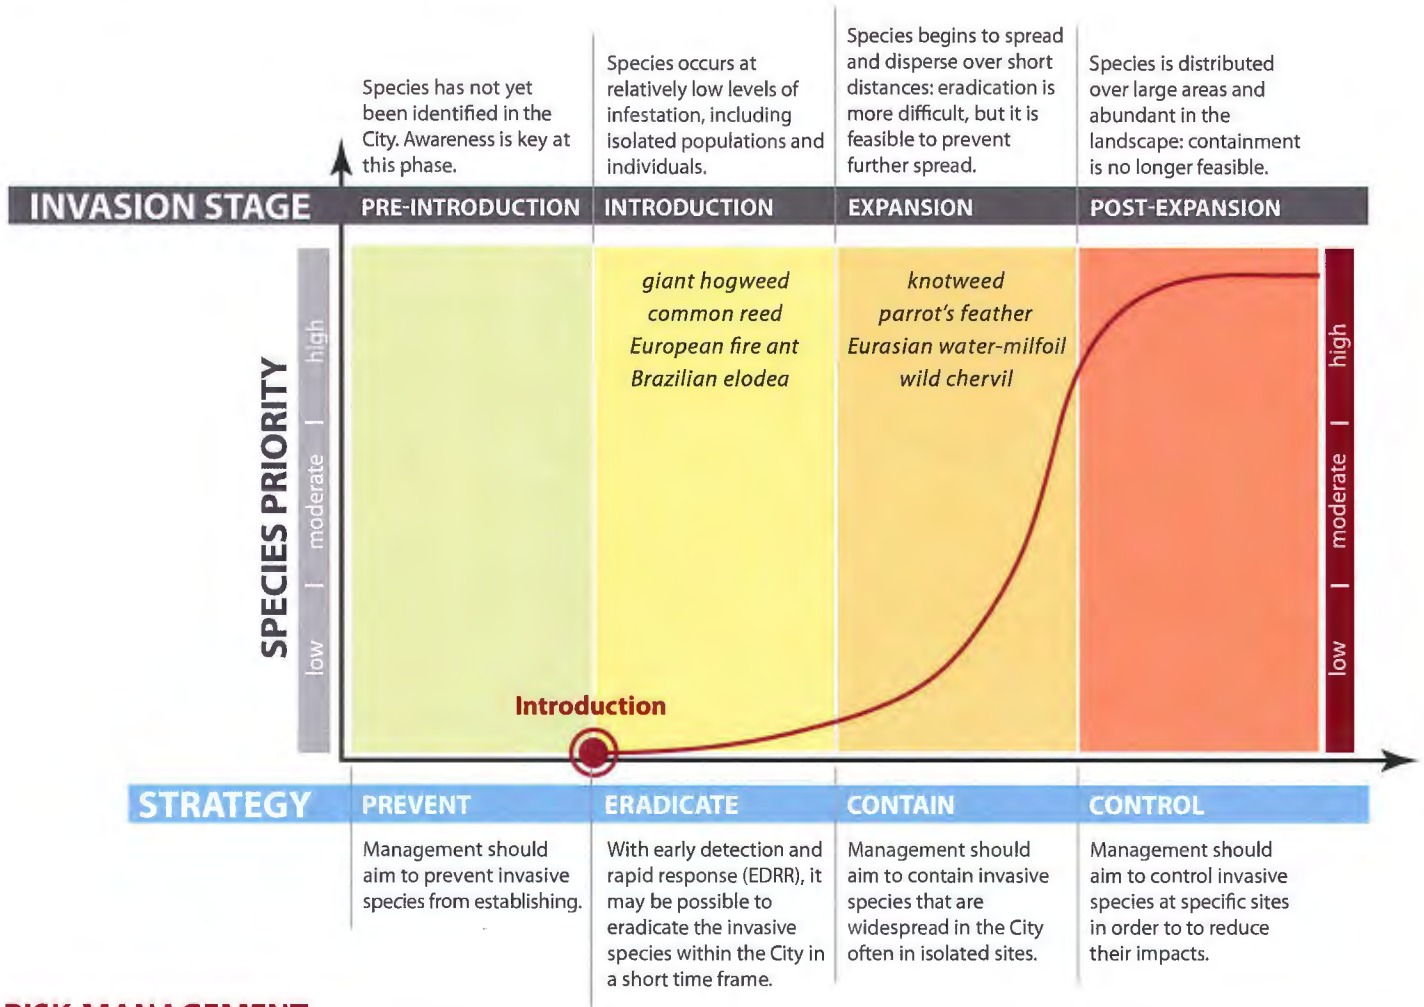 Species has not yet
been identified in the
City. Awareness is key at
this phase.
Species occurs at
relatively low levels of
infestation, including
isolated populations and
individuals.
Species begins to spread
and disperse over short
distances: eradication is
more difficult, but it is
feasible to prevent
further spread.
Species is distributed
over large areas and
abundant in the
landscape: containment
is no longer feasible.
INVASION STAGE
PRE-INTRODUCTION
INTRODUCTION
EXPANSION
POST-EXPANSION
SPECIES PRIORITY
high
moderate
low
giant hogweed
common reed
European fire ant
Brazilian elodea
knotweed
parrot's feather
Eurasian water-milfoil
wild chervil
high
moderate
low
Introduction
STRATEGY
PREVENT
ERADICATE
CONTAIN
CONTROL
Management should
aim to prevent invasive
species from establishing.
With early detection and
rapid response (EDRR), it
may be possible to
eradicate the invasive
species within the City in
a short time frame.
Management should
aim to contain invasive
species that are
widespread in the City
often in isolated sites.
Management should
aim to control invasive
species at specific sites
in order to to reduce
their impacts.
RISK MANAGEMENT